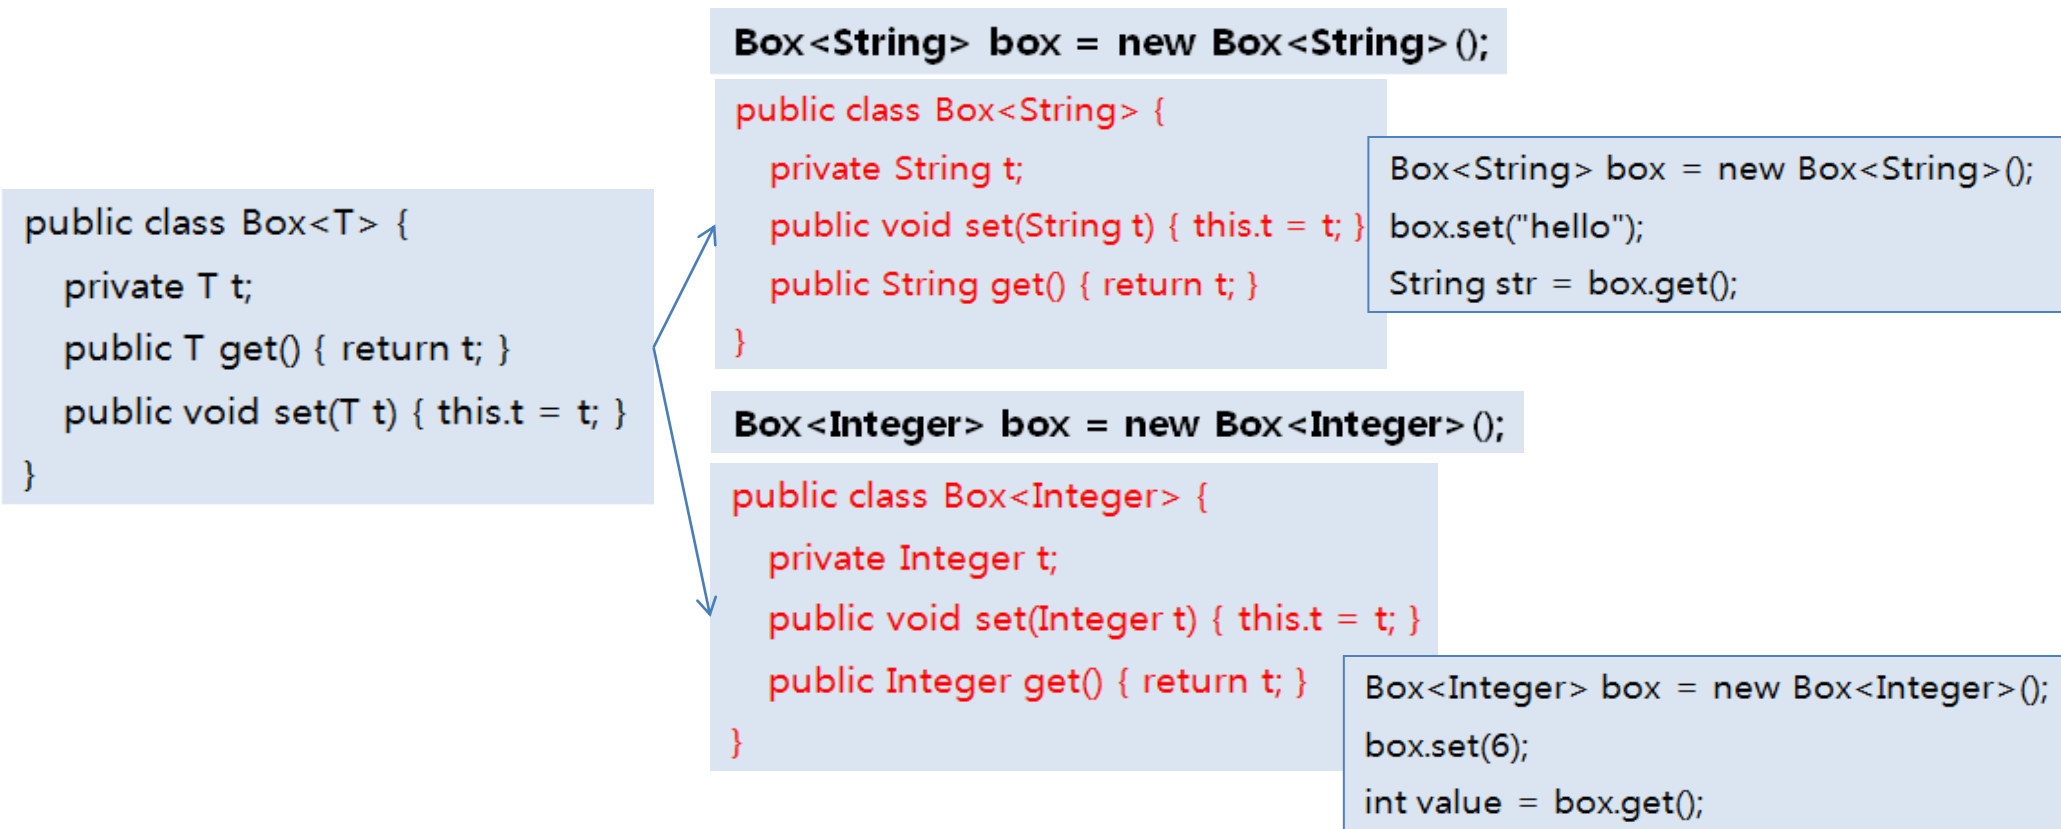 public class Box<T> {
private T t;
public T get() { return t; }
public void set(T t) { this.t = t; }
}
Box<String> box = new Box<String>();
public class Box<String> {
private String t;
public void set(String t) { this.t = t; }
public String get() { return t; }
}
Box<String> box = new Box<String>();
box.set("hello");
String str = box.get();
Box<Integer> box = new Box<Integer>();
public class Box<Integer> {
private Integer t;
public void set(Integer t) { this.t = t; }
public Integer get() { return t; }
}
Box<Integer> box = new Box<Integer>();
box.set(6);
int value = box.get();